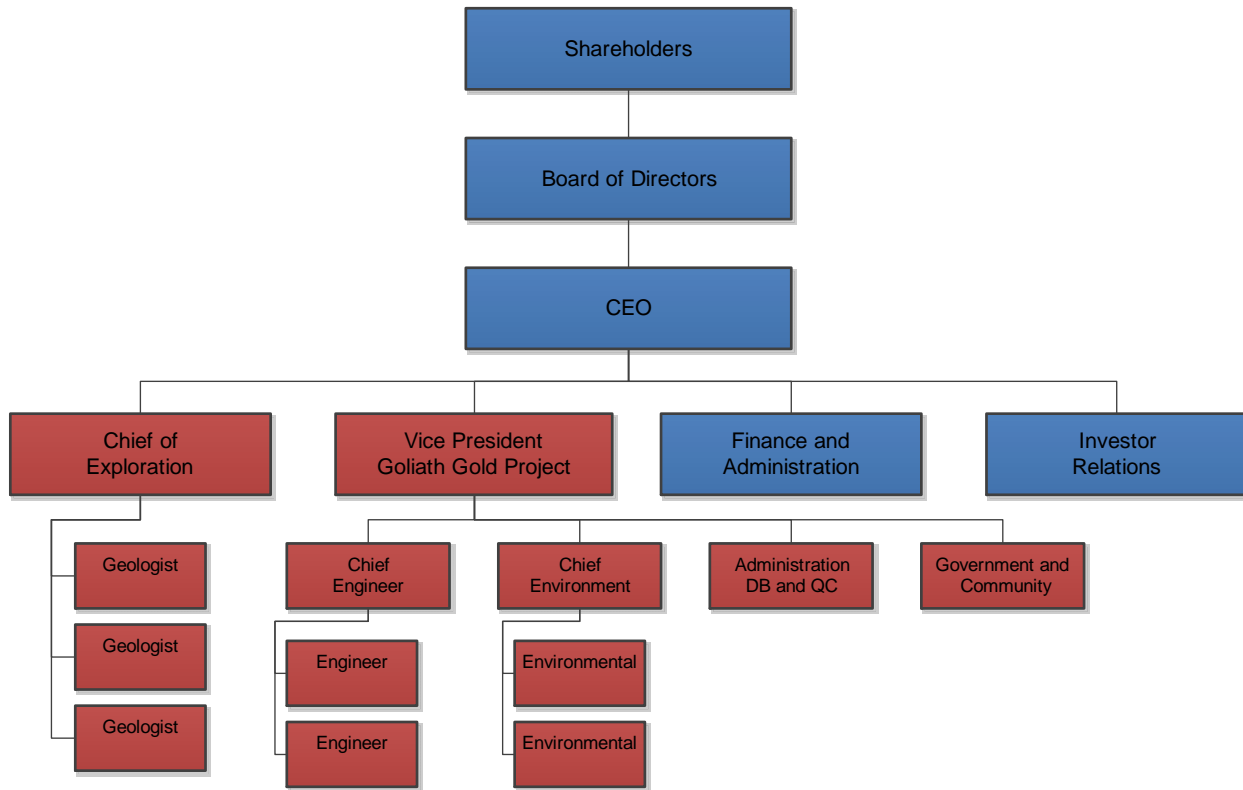 Shareholders
Board of Directors
CEO
Chief of
Exploration
Vice President
Goliath Gold Project
Finance and
Administration
Investor
Relations
Geologist
Geologist
Geologist
Chief
Engineer
Engineer
Engineer
Chief
Environment
Environmental
Environmental
Administration
DB and QC
Government and
Community